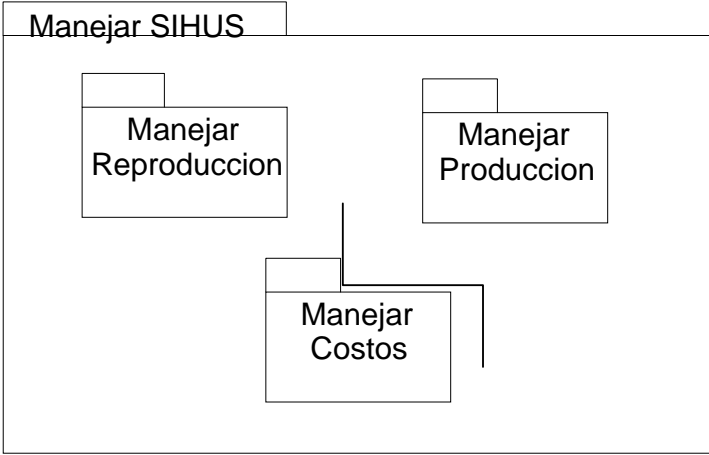 Manejar SIHUS
Manejar
Reproduccion
Manejar
Produccion
Manejar
Costos